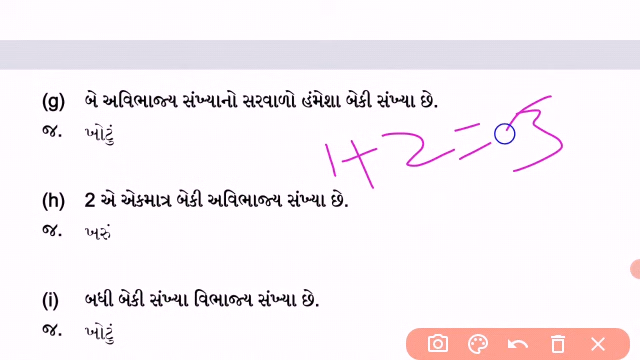 (g) બે અવિભાજ્ય સંખ્યાનો સરવાળો હંમેશા બેકી સંખ્યા છે.
જ. ખોટું
1+2=3
(h) 2 એ એકમાત્ર બેકી અવિભાજ્ય સંખ્યા છે.
જ. ખરું
(i) બધી બેકી સંખ્યા વિભાજ્ય સંખ્યા છે.
જ. ખોટું